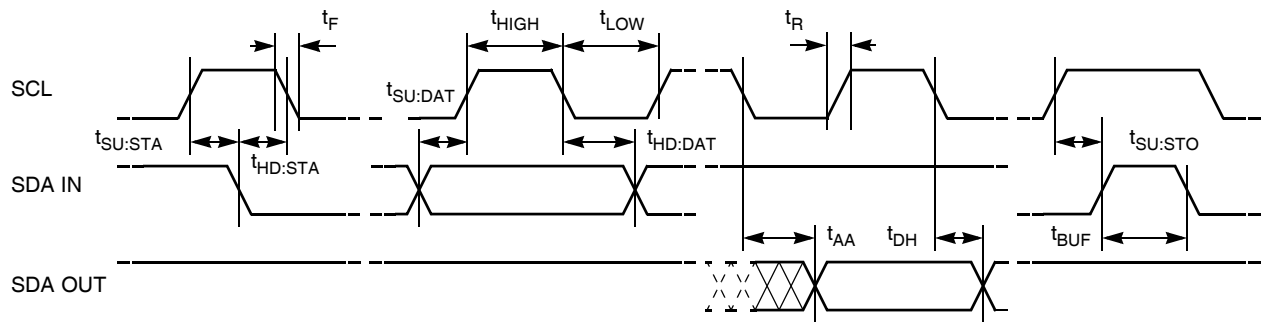 tF
tHIGH
tLOW
tR
SCL
tSU:DAT
tSU:STA
tHD:STA
tHD:DAT
tSU:STO
SDA IN
tAA
tDH
tBUF
SDA OUT